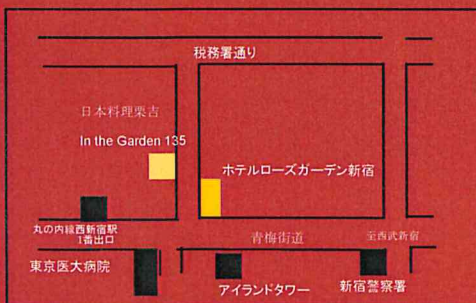 税務署通り
日本料理栗吉
In the Garden 135
ホテルローズガーデン新宿
丸の内線西新宿駅
1番出口
青梅街道
至西武新宿
東京医大病院
アイランドタワー
新宿警察署